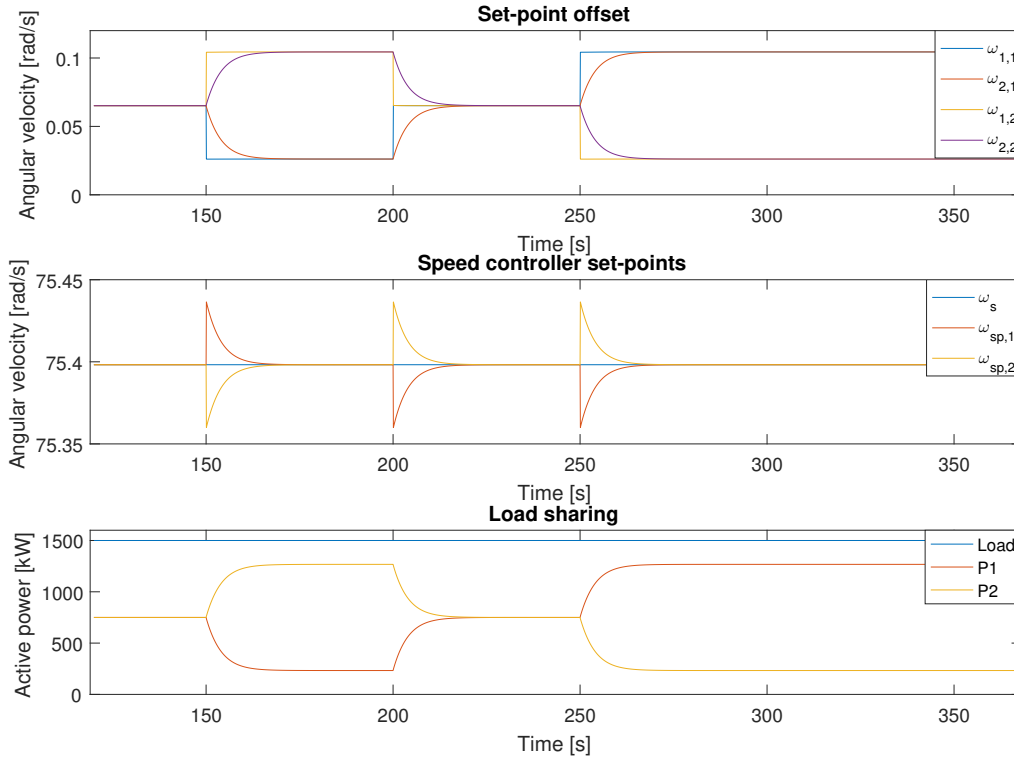 Set-point offset
Angular velocity [rad/s]
0.1
0.05
0
150
200
250
300
350
Time [s]
ω1,1
ω2,1
ω1,2
ω2,2
Speed controller set-points
Angular velocity [rad/s]
75.45
75.4
75.35
150
200
250
300
350
Time [s]
ωs
ωsp,1
ωsp,2
Load sharing
Active power [kW]
1500
1000
500
0
150
200
250
300
350
Time [s]
Load
P1
P2